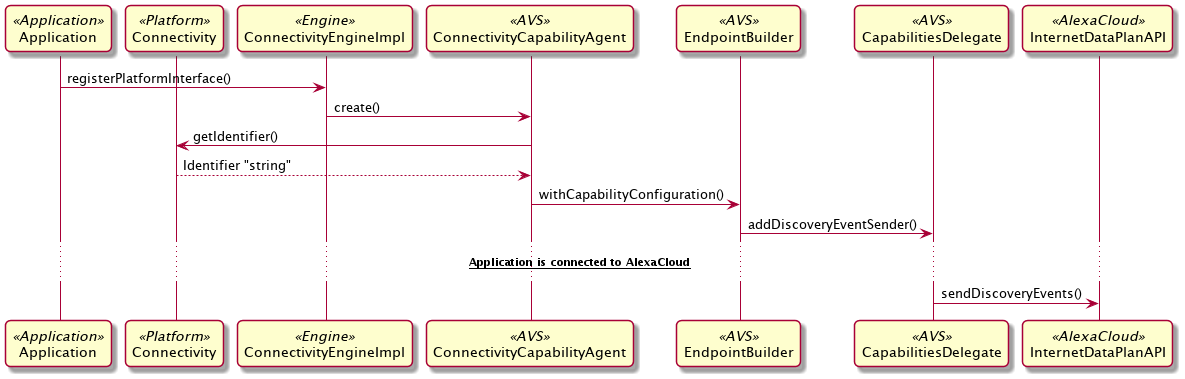 «Application» «Platform» «Engine» «AVS» «AVS» «AVS» «AlexaCloud»
Application Connectivity ConnectivityEngineImpl ConnectivityCapabilityAgent EndpointBuilder CapabilitiesDelegate InternetDataPlanAPI
registerPlatformInterface()
create()
getIdentifier()
Identifier "string"
withCapabilityConfiguration()
addDiscoveryEventSender()
Application is connected to AlexaCloud
sendDiscoveryEvents()
«Application» «Platform» «Engine» «AVS» «AVS» «AVS» «AlexaCloud»
Application Connectivity ConnectivityEngineImpl ConnectivityCapabilityAgent EndpointBuilder CapabilitiesDelegate InternetDataPlanAPI